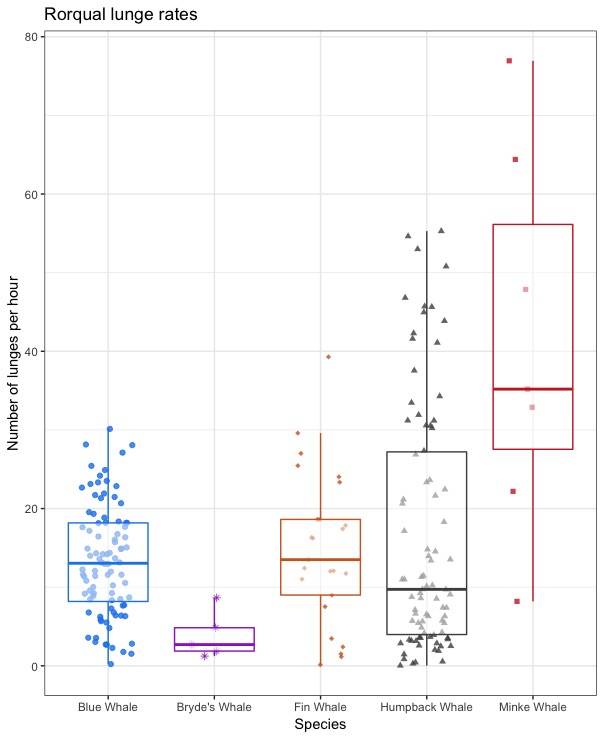 Rorqual lunge rates
Number of lunges per hour
80
60
40
20
0
Blue Whale Bryde's Whale Fin Whale Humpback Whale Minke Whale
Species